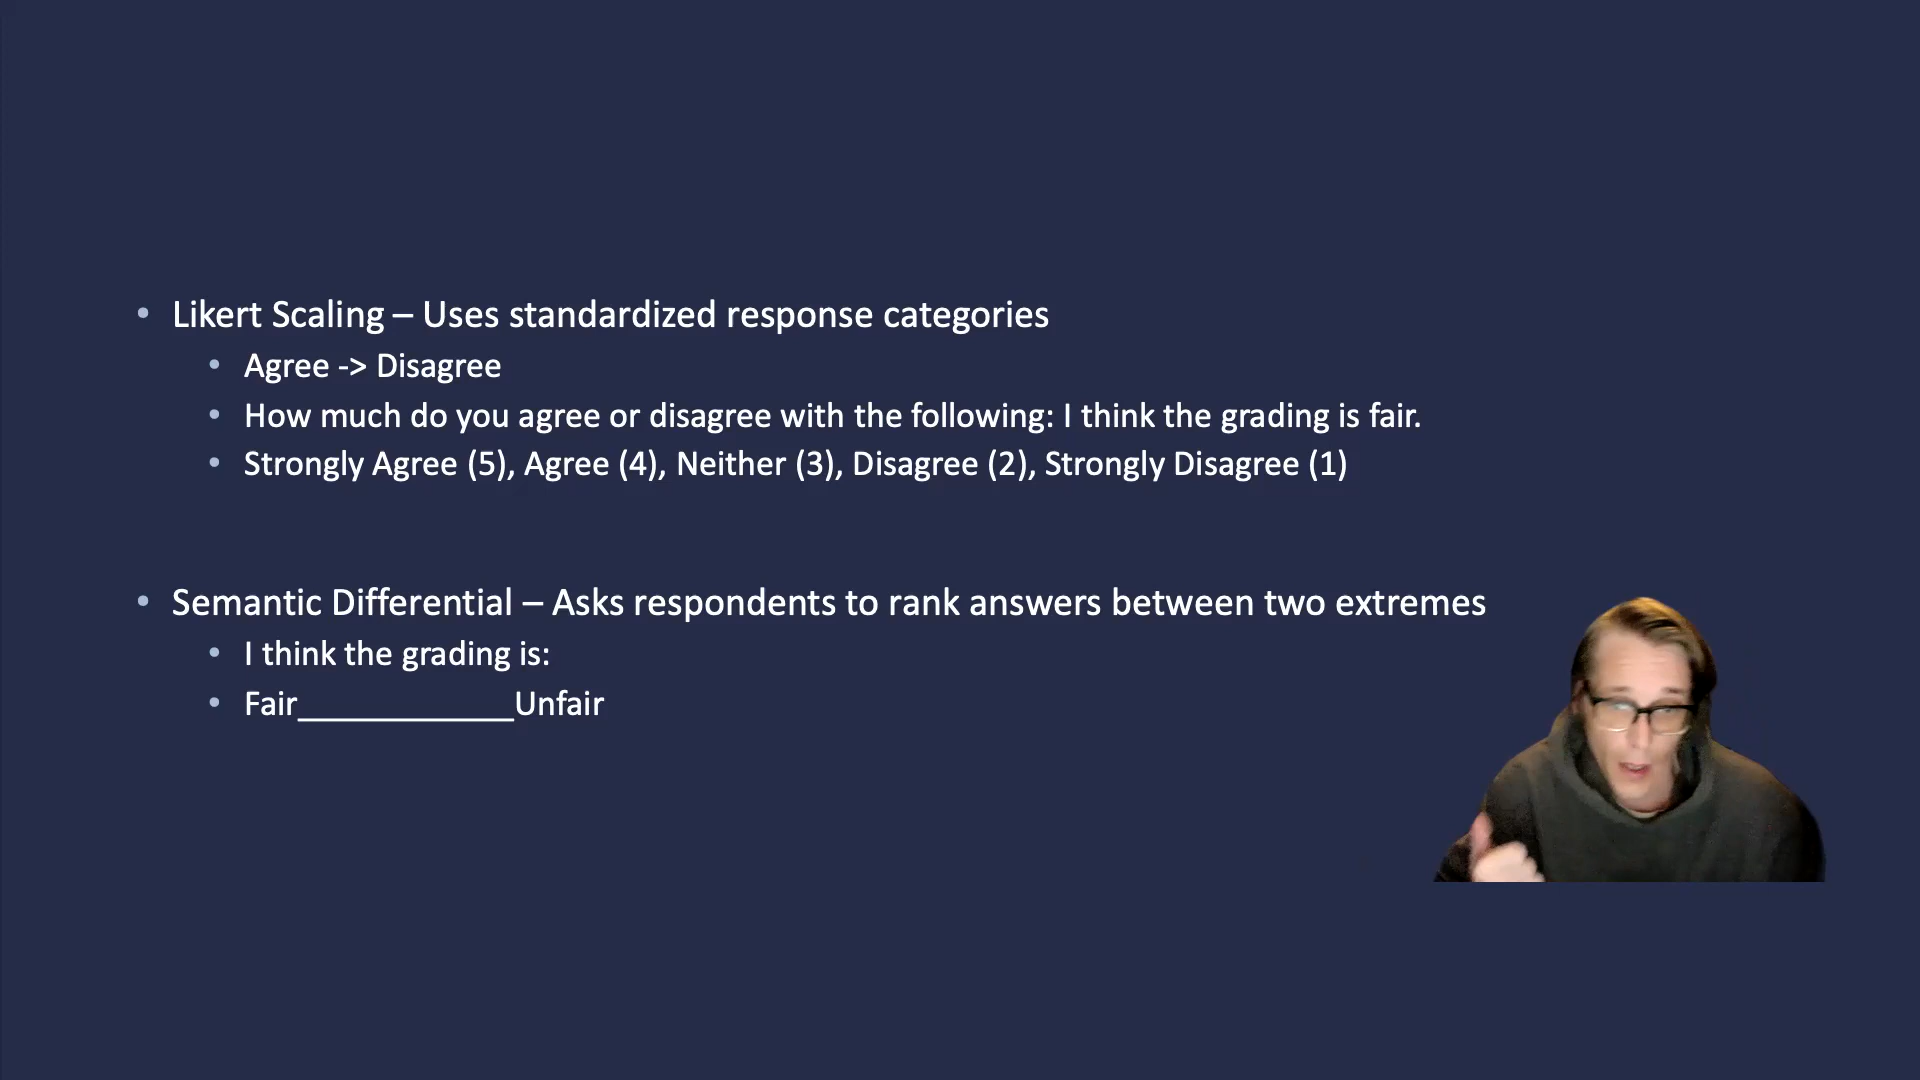 Likert Scaling – Uses standardized response categories
Agree -> Disagree
How much do you agree or disagree with the following: I think the grading is fair.
Strongly Agree (5), Agree (4), Neither (3), Disagree (2), Strongly Disagree (1)
Semantic Differential – Asks respondents to rank answers between two extremes
I think the grading is:
Fair____________Unfair